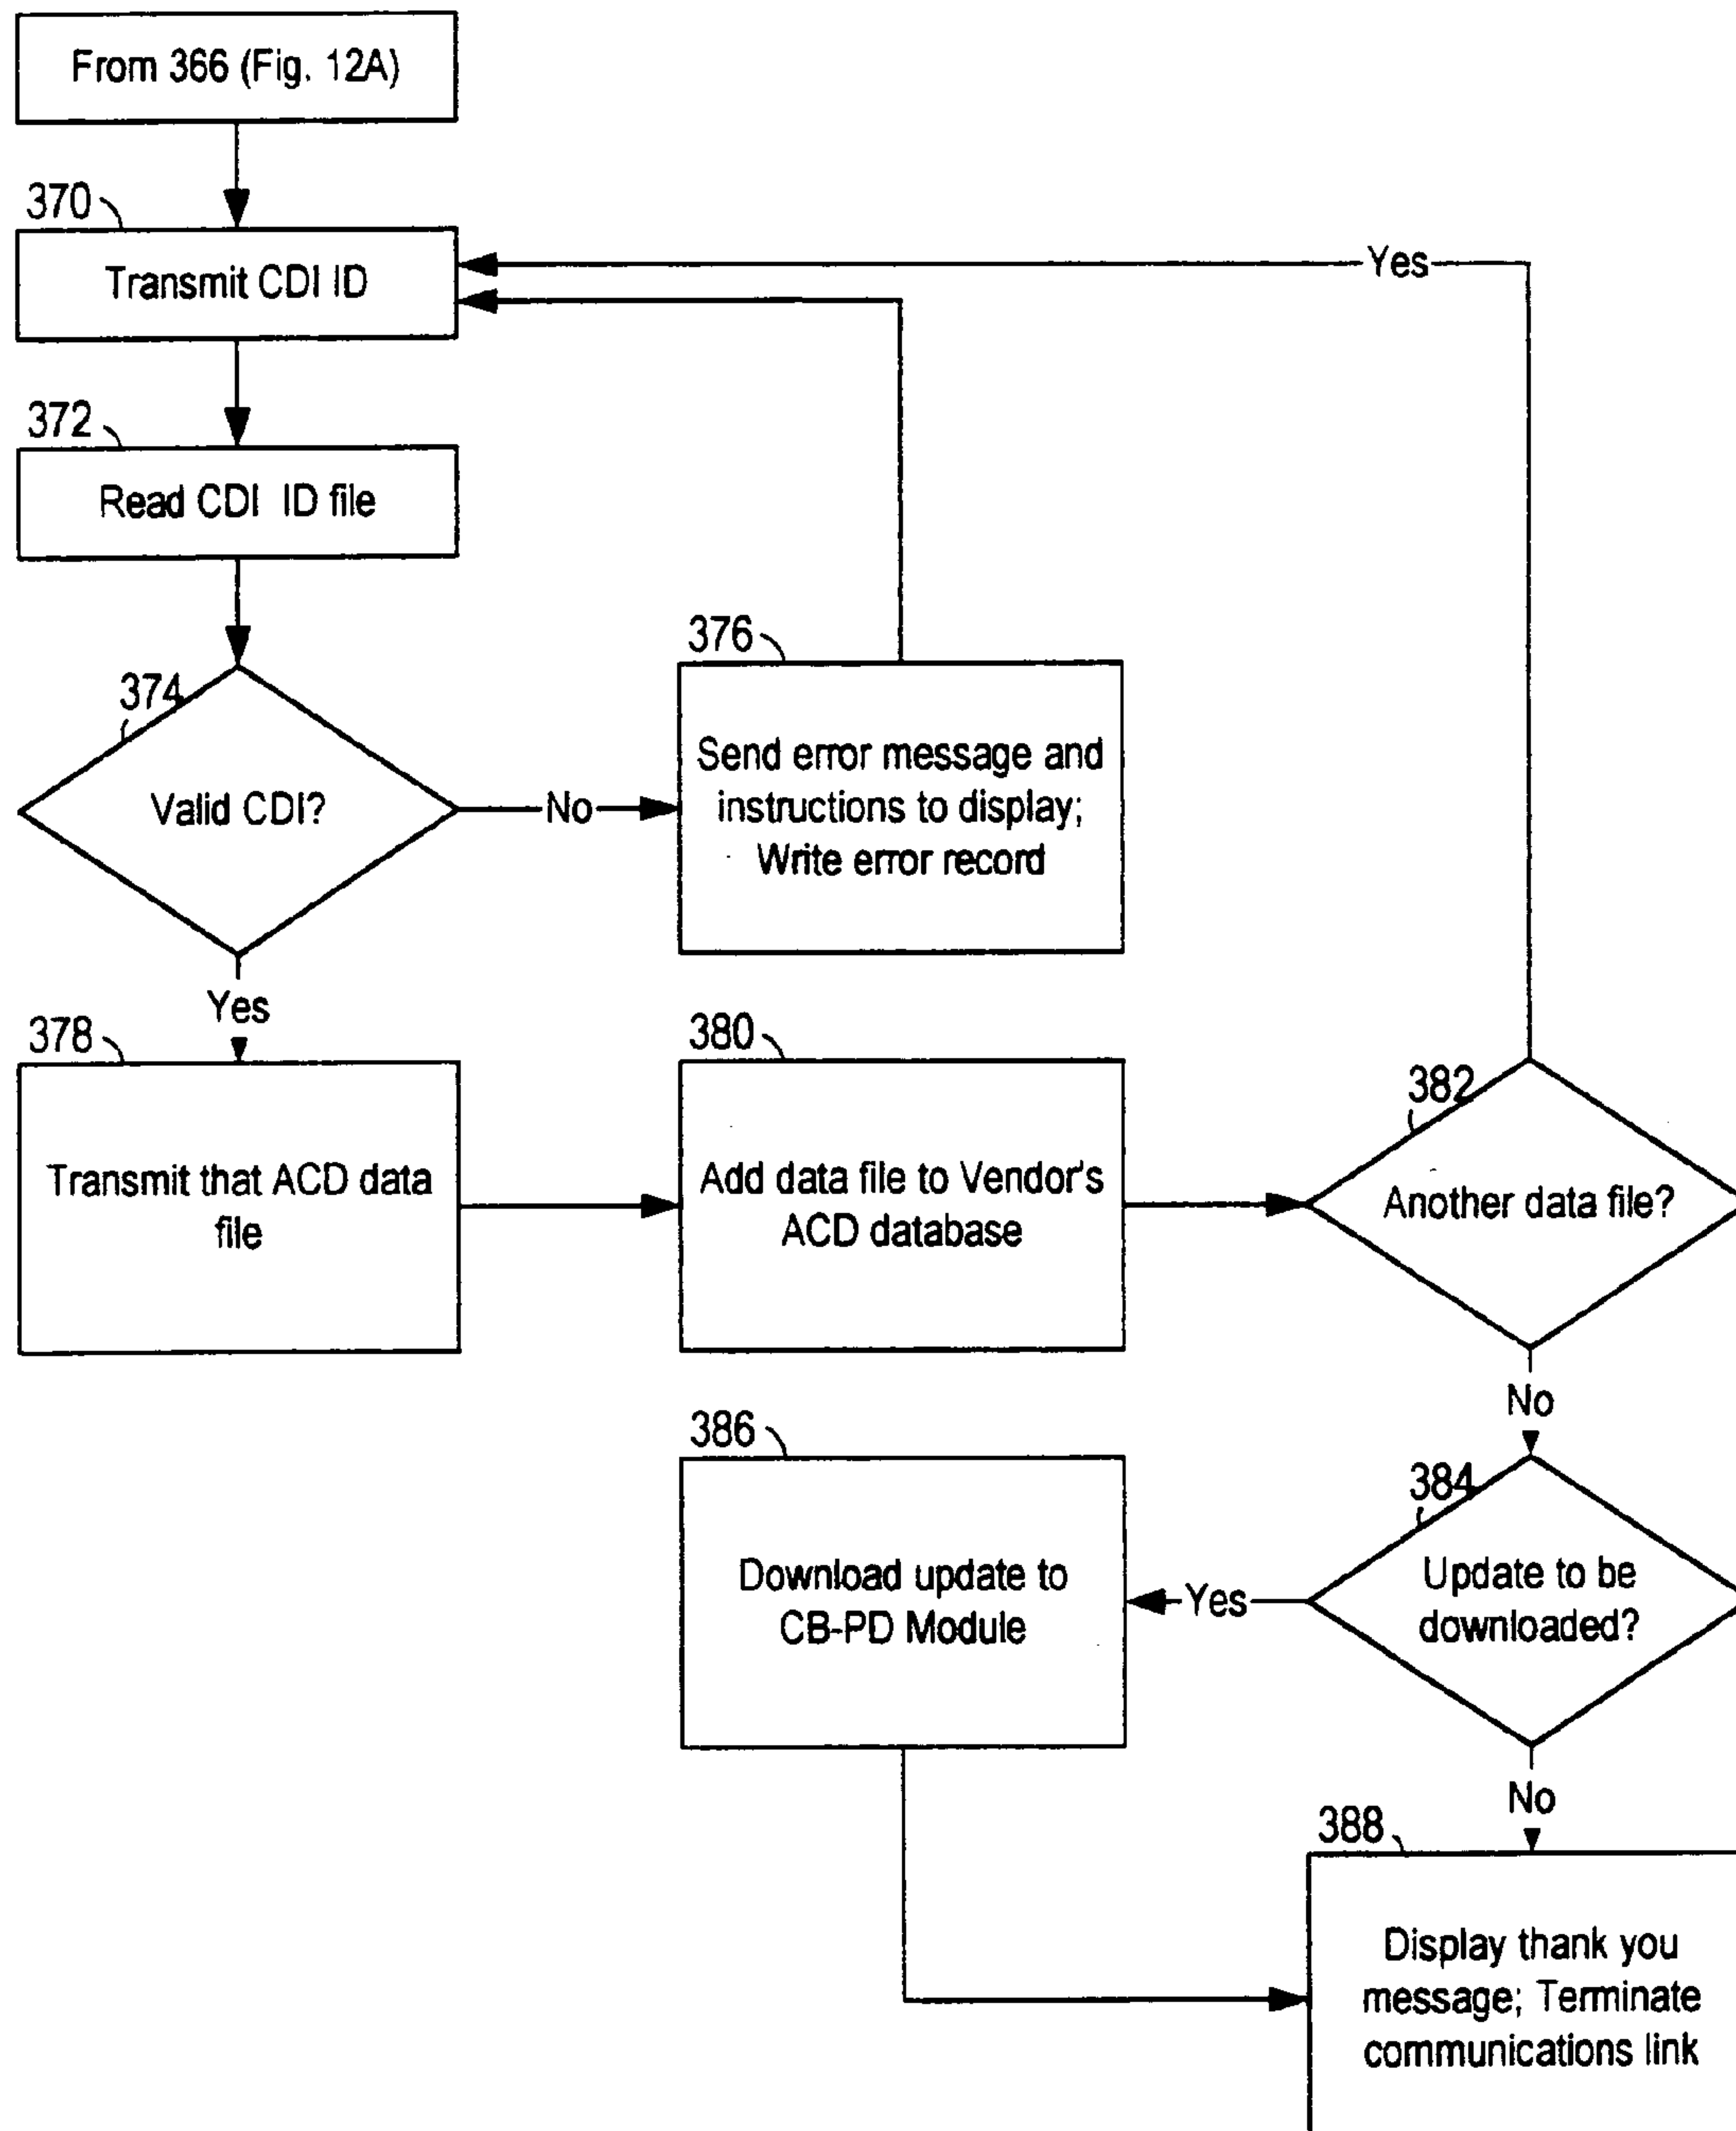 From 366 (Fig. 12A)
370
Transmit CDI ID
Yes
372
Read CDI ID file
374
Valid CDI?
No
376
Send error message and
instructions to display;
Write error record
Yes
378
Transmit that ACD data
file
380
Add data file to Vendor's
ACD database
382
Another data file?
No
384
Update to be
downloaded?
Yes
386
Download update to
CB-PD Module
No
388
Display thank you
message; Terminate
communications link